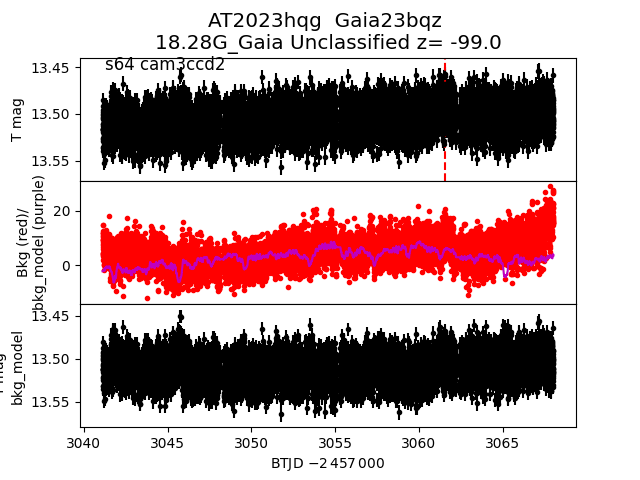 AT2023hqg  Gaia23bqz
18.28G_Gaia Unclassified z= -99.0
s64 cam3ccd2
13.45
13.50
13.55
T mag
20
0
Bkg (red)/
bkg_model (purple)
13.45
13.50
13.55
mag
bkg_model
3040
3045
3050
3055
3060
3065
BTJD −2 457 000